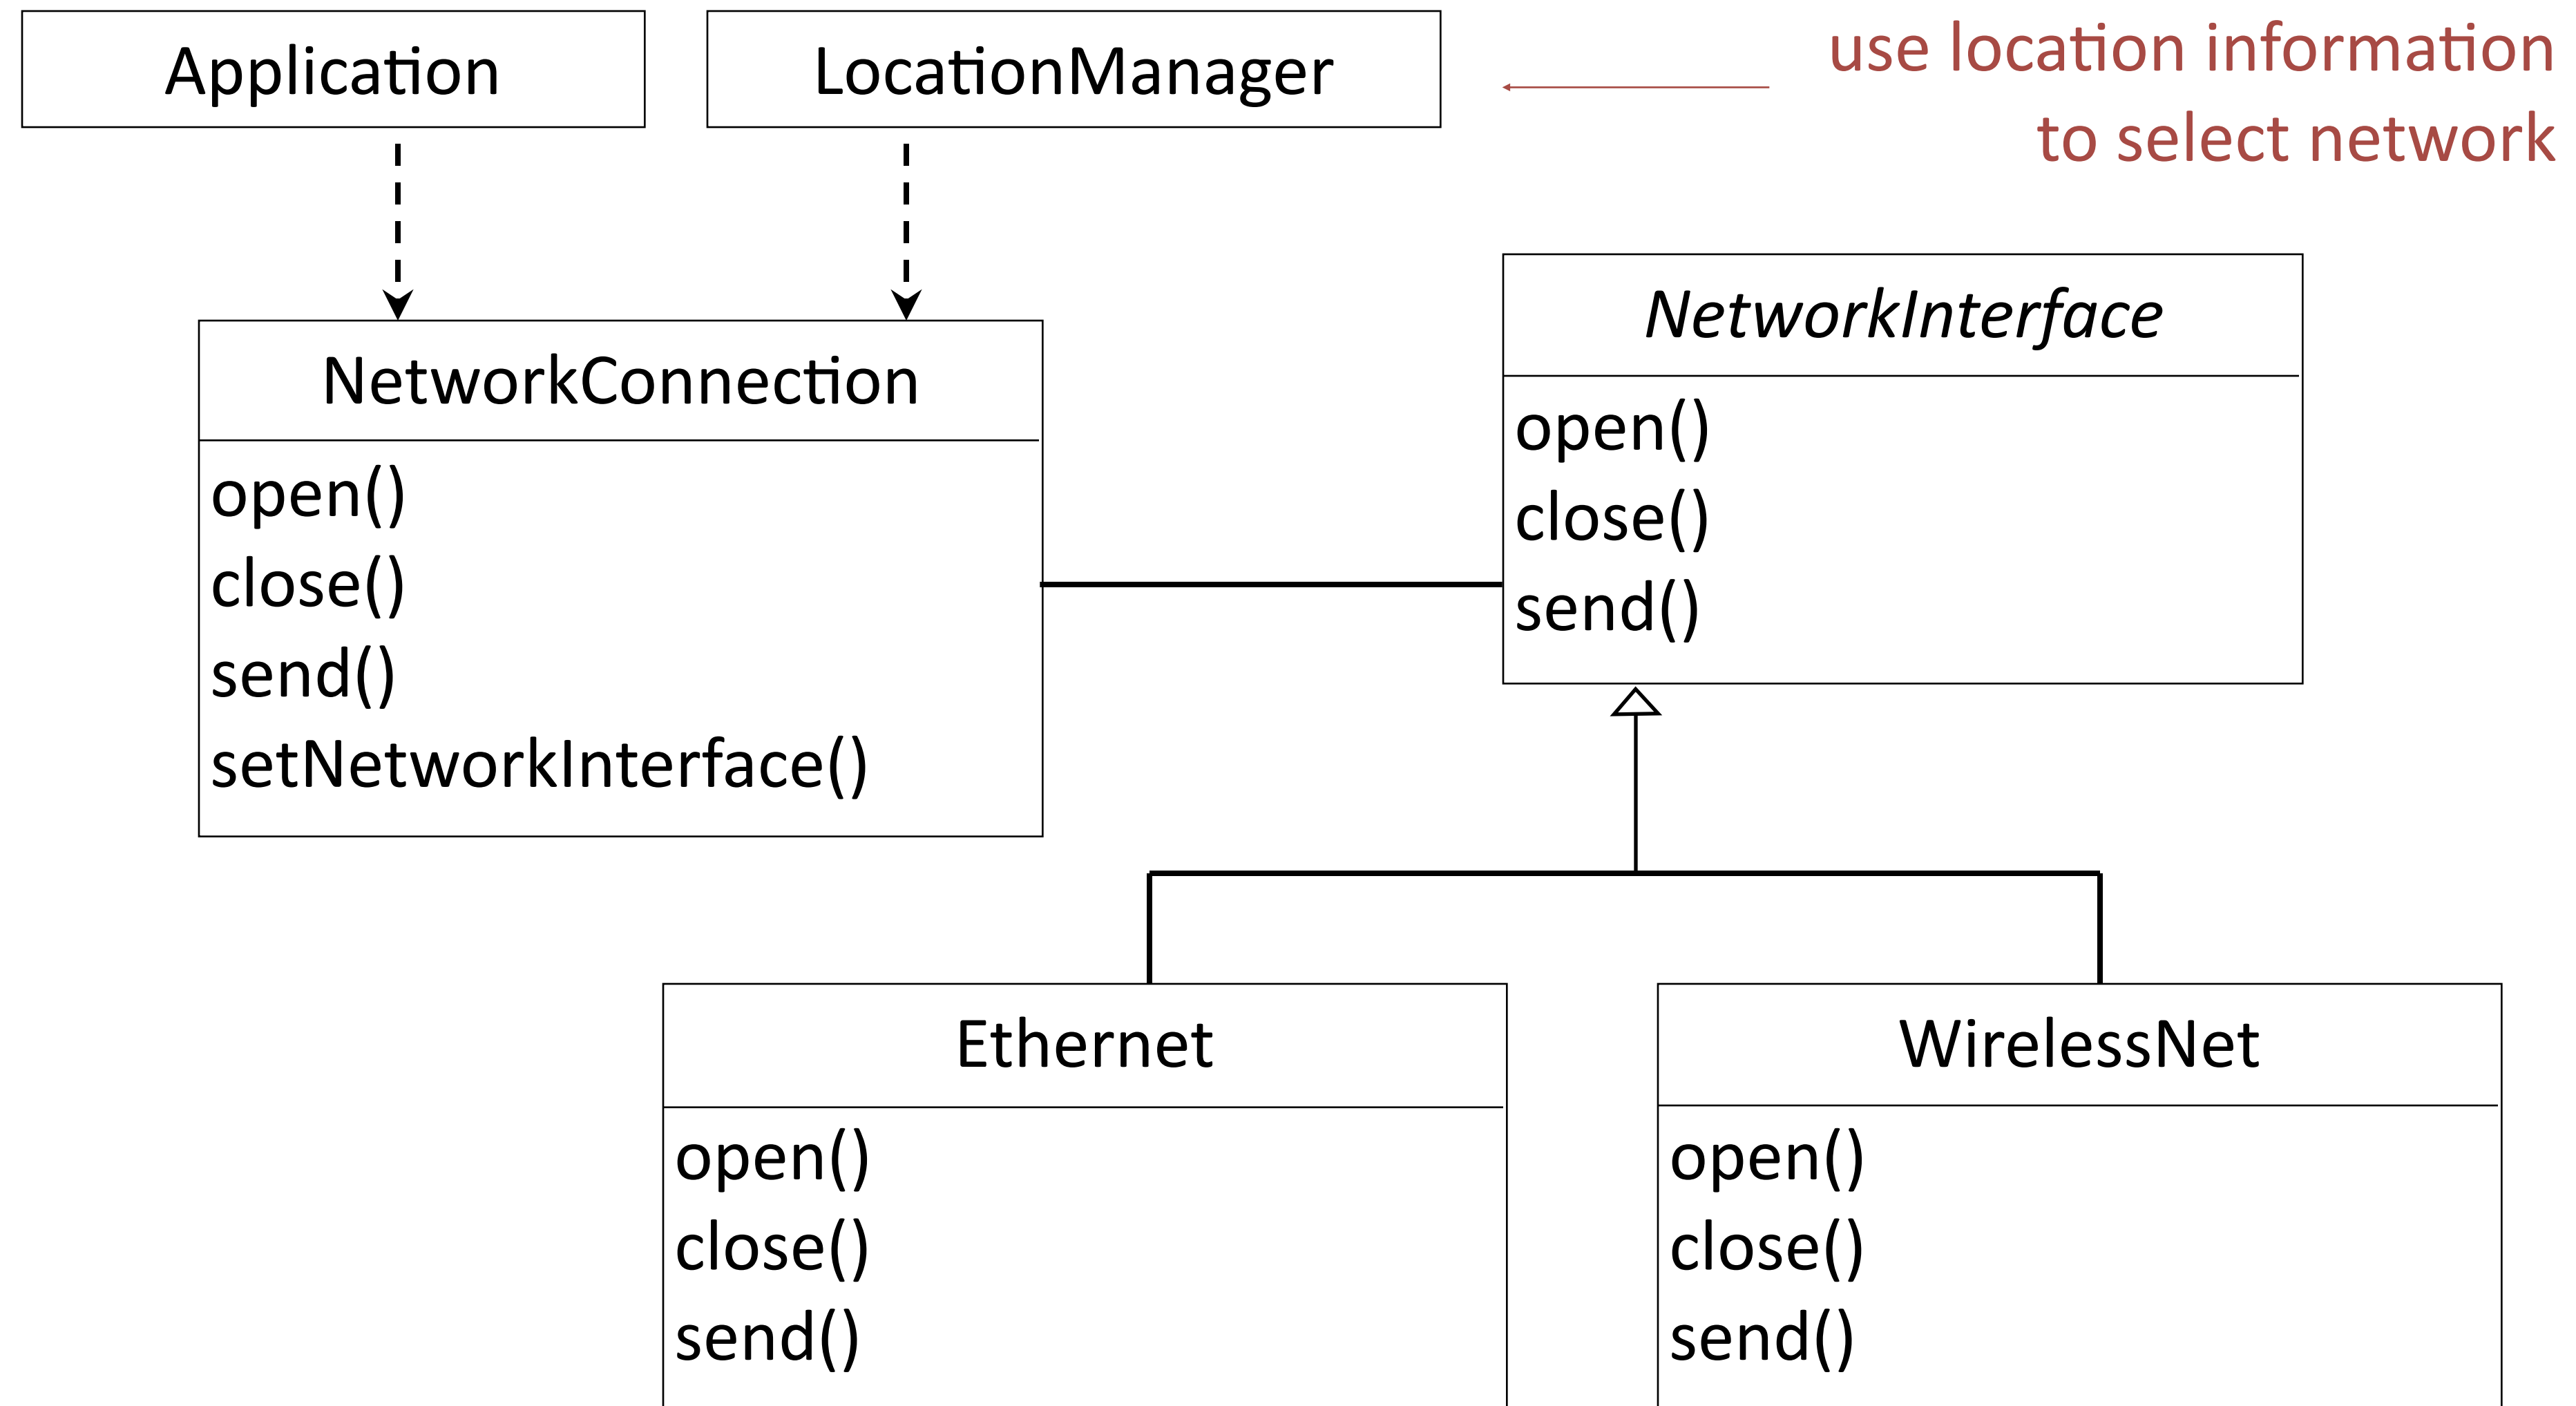 Application
LocationManager
use location information
to select network
NetworkConnection
open()
close()
send()
setNetworkInterface()
NetworkInterface
open()
close()
send()
Ethernet
open()
close()
send()
WirelessNet
open()
close()
send()